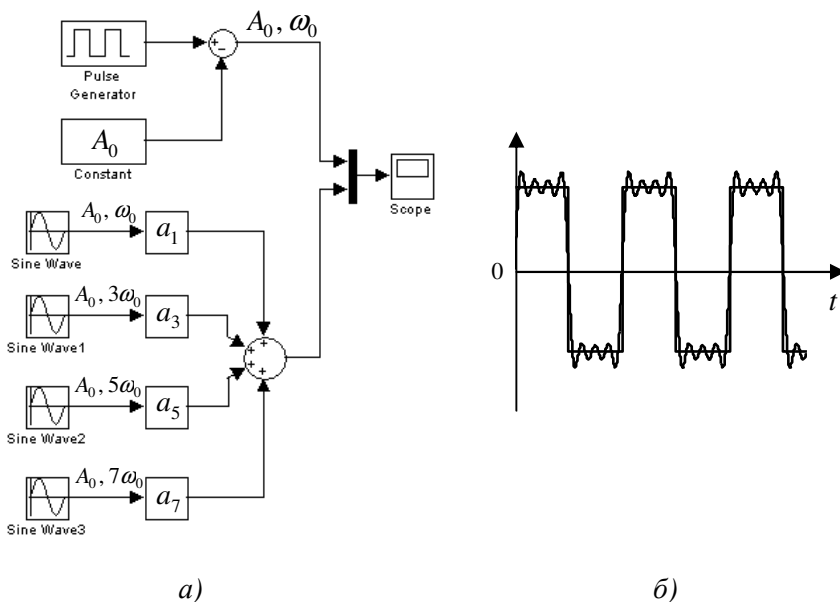 A₀, ω₀
+
−
Pulse
Generator
A₀
Constant
Scope
A₀, ω₀
a₁
Sine Wave
A₀, 3ω₀
a₃
Sine Wave1
A₀, 5ω₀
a₅
Sine Wave2
A₀, 7ω₀
a₇
Sine Wave3
+
+
+
+
0
t
а)
б)